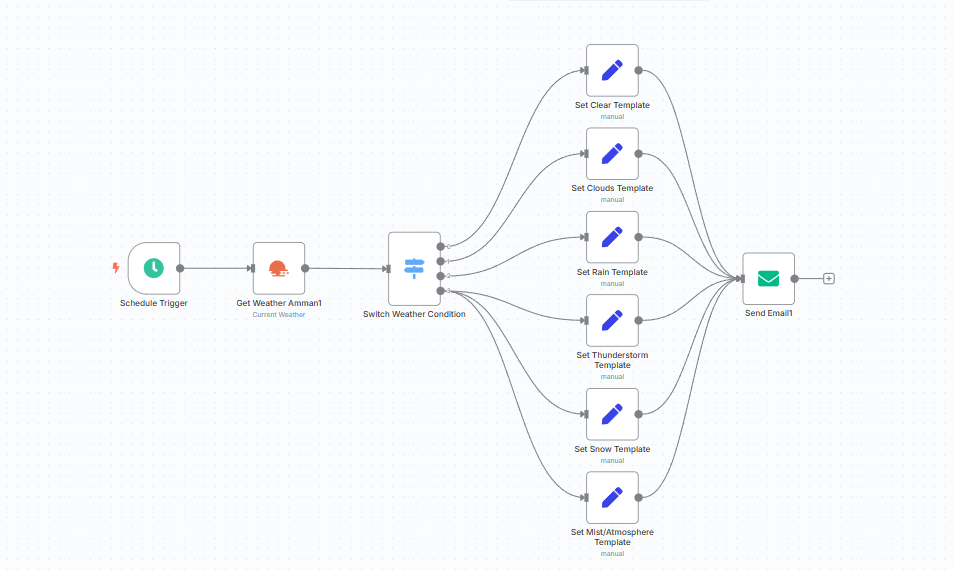 Set Clear Template
manual
Set Clouds Template
manual
Set Rain Template
manual
Schedule Trigger
Get Weather Amman1
Current Weather
Switch Weather Condition
0
1
2
3
Set Thunderstorm
Template
manual
Set Snow Template
manual
Set Mist/Atmosphere
Template
manual
Send Email1